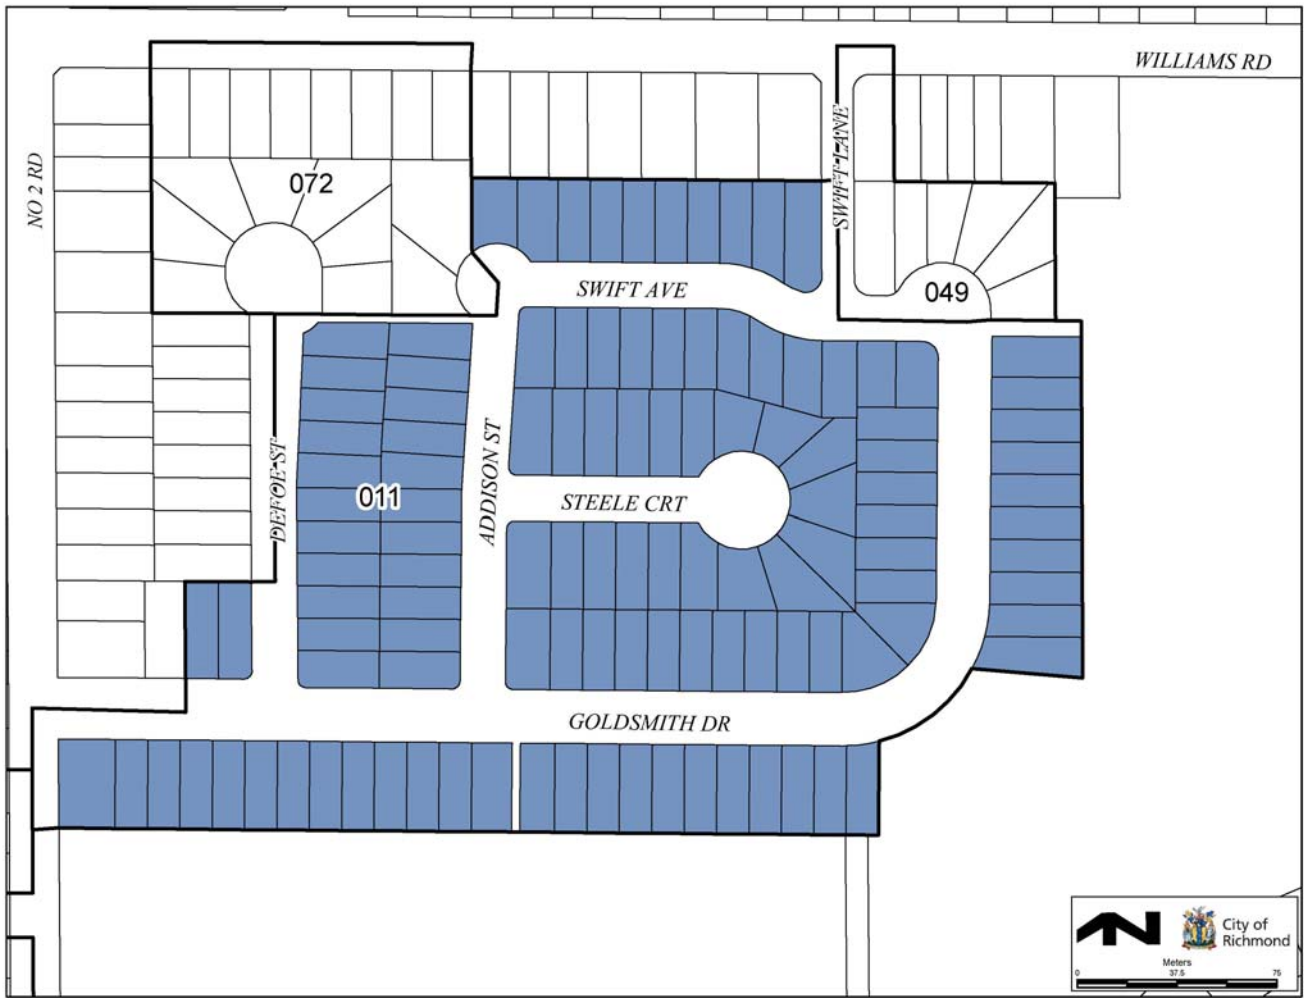 WILLIAMS RD
SWIFT LANE
NO 2 RD
072
SWIFT AVE
049
DEFOE ST
011
ADDISON ST
STEELE CRT
GOLDSMITH DR
City of
Richmond
Meters
0 37.5 75